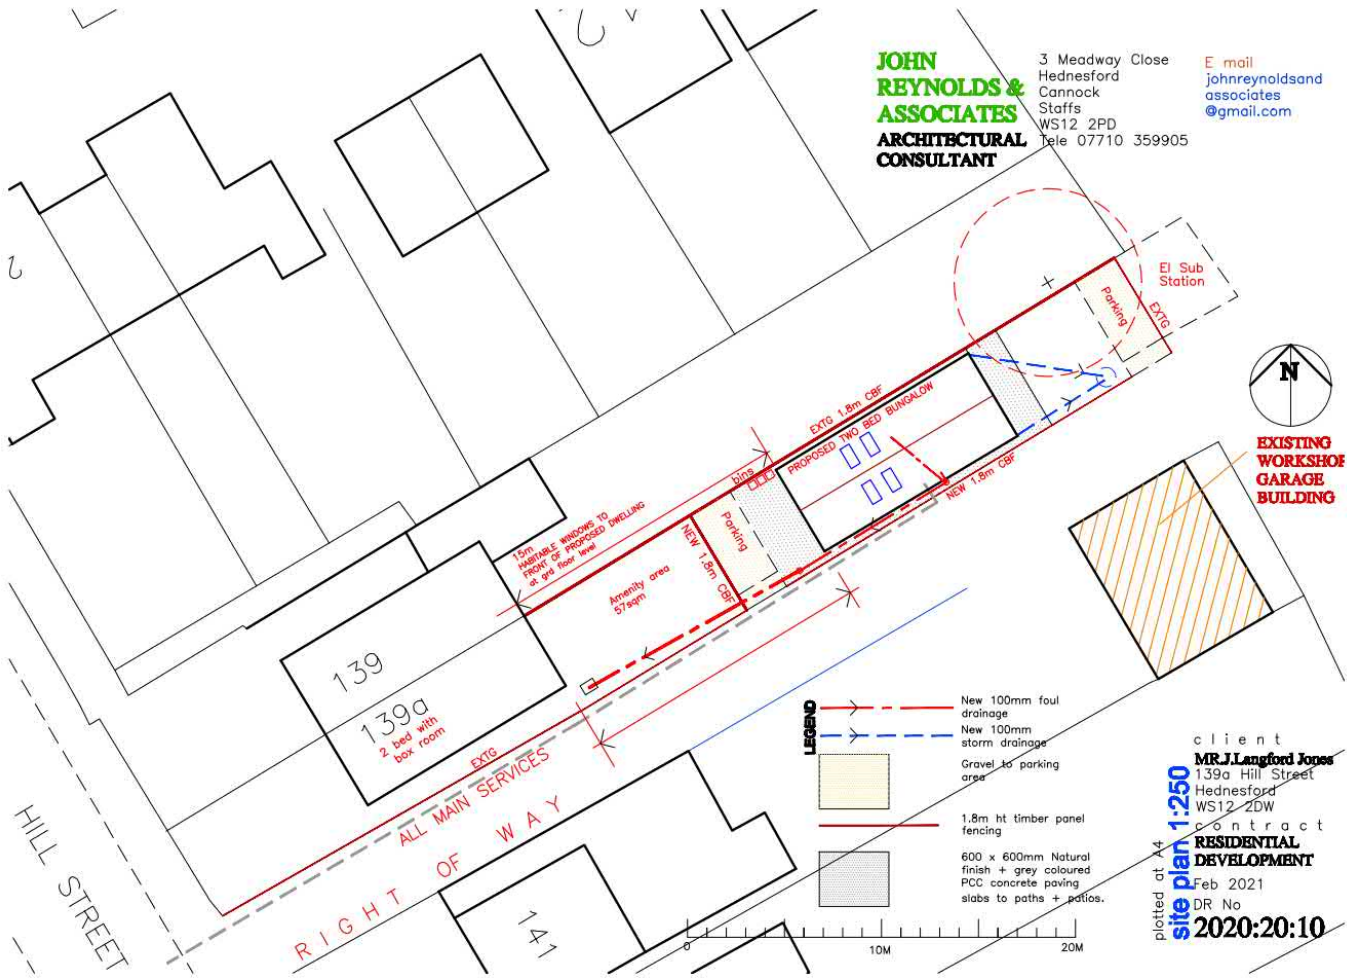 JOHN
REYNOLDS &
ASSOCIATES
ARCHITECTURAL
CONSULTANT
3 Meadway Close
Hednesford
Cannock
Staffs
WS12 2PD
Tele 07710 359905
E mail
johnreynoldsand
associates
@gmail.com
2
2
El Sub
Station
Parking
EXTG
N
EXISTING
WORKSHOP
GARAGE
BUILDING
EXTG 1.8m CBF
PROPOSED TWO BED BUNGALOW
bins
NEW 1.8m CBF
Parking
NEW 1.8m CBF
15m
HABITABLE WINDOWS TO
FRONT OF PROPOSED DWELLING
at grd floor level
Amenity area
57sqm
139
139a
2 bed with
box room
EXTG
ALL MAIN SERVICES
RIGHT OF WAY
HILL STREET
141
LEGEND
New 100mm foul
drainage
New 100mm
storm drainage
Gravel to parking
area
1.8m ht timber panel
fencing
600 x 600mm Natural
finish + grey coloured
PCC concrete paving
slabs to paths + patios.
0
10M
20M
plotted at A4
site plan 1:250
client
MR.J.Langford Jones
139a Hill Street
Hednesford
WS12 2DW
contract
RESIDENTIAL
DEVELOPMENT
Feb 2021
DR No
2020:20:10